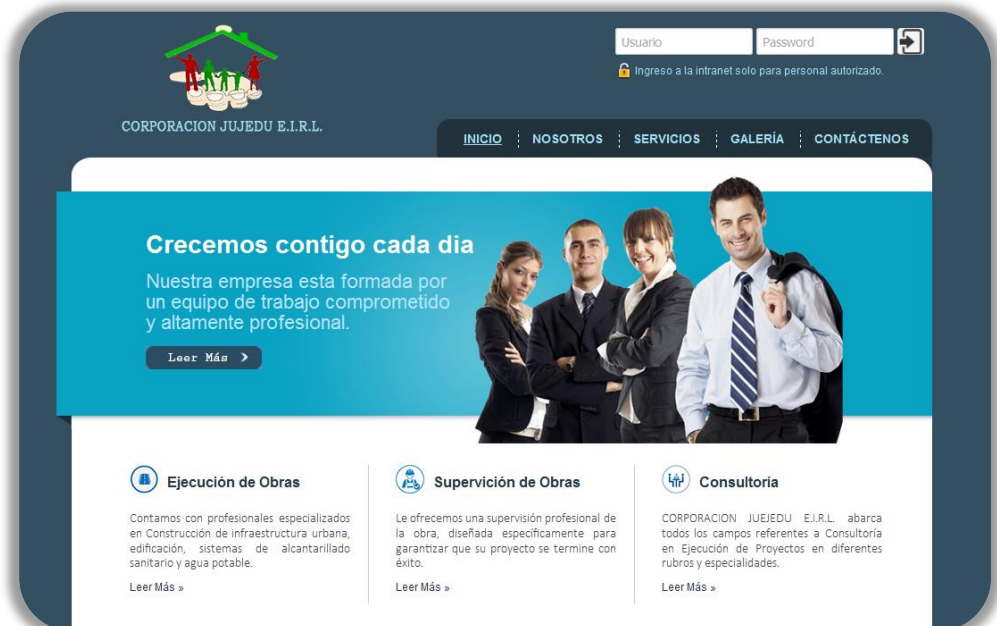 Usuario
Password
Ingreso a la intranet solo para personal autorizado.
CORPORACION JUJEDU E.I.R.L.
INICIO NOSOTROS SERVICIOS GALERÍA CONTÁCTENOS
Crecemos contigo cada dia
Nuestra empresa esta formada por
un equipo de trabajo comprometido
y altamente profesional.
Leer Más
Ejecución de Obras
Contamos con profesionales especializados
en Construcción de infraestructura urbana,
edificación, sistemas de alcantarillado
sanitario y agua potable.
Leer Más »
Supervición de Obras
Le ofrecemos una supervisión profesional de
la obra, diseñada específicamente para
garantizar que su proyecto se termine con
éxito.
Leer Más »
Consultoría
CORPORACION JUEJEDU E.I.R.L. abarca
todos los campos referentes a Consultoría
en Ejecución de Proyectos en diferentes
rubros y especialidades.
Leer Más »